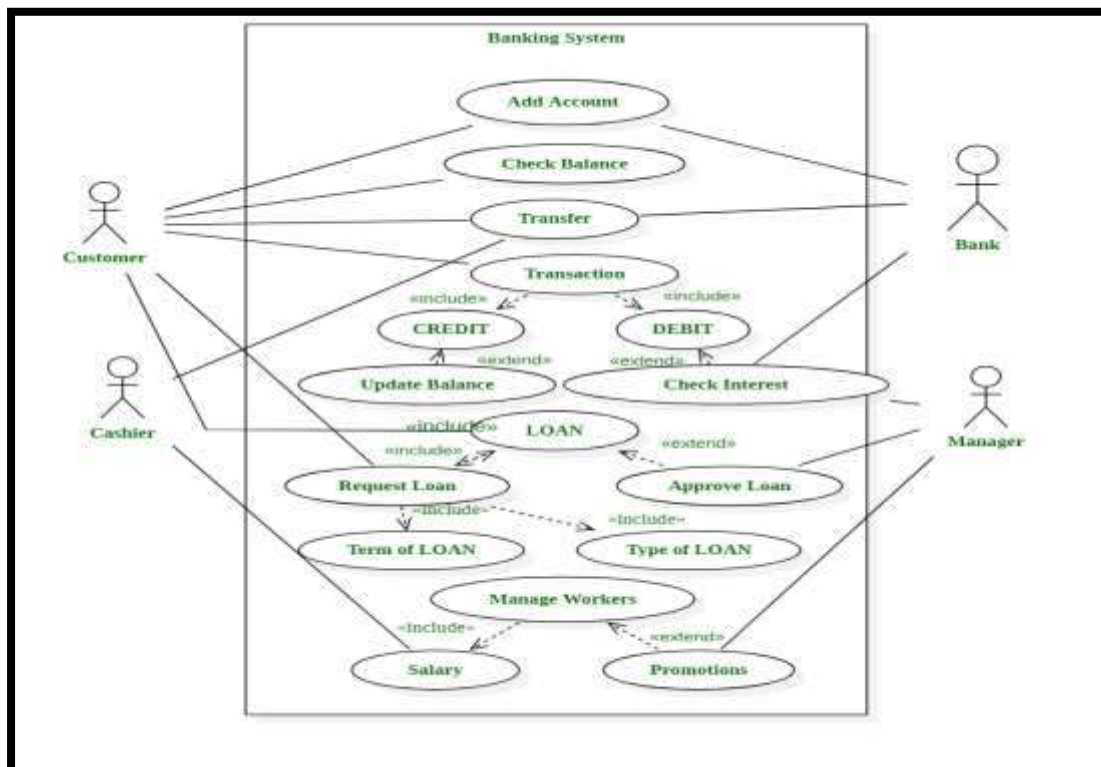 Banking System
Add Account
Check Balance
Transfer
Customer
Bank
Transaction
«include»
«include»
CREDIT
DEBIT
«extend»
«extend»
Update Balance
Check Interest
«include»
LOAN
Cashier
Manager
«include»
«extend»
Request Loan
Approve Loan
«Include»
«Include»
Term of LOAN
Type of LOAN
Manage Workers
«Include»
«extend»
Salary
Promotions